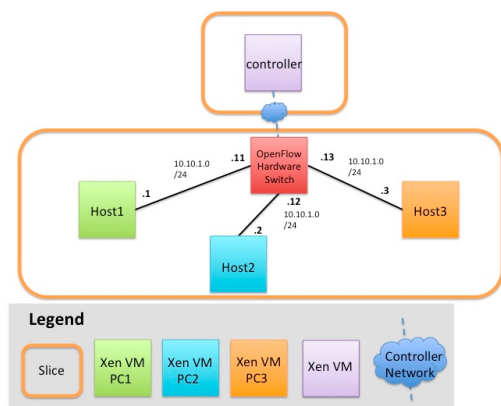 controller
10.10.1.0
/24
.11
OpenFlow
Hardware
Switch
.13
10.10.1.0
/24
.1
.12
10.10.1.0
/24
.3
Host1
.2
Host3
Host2
Legend
Slice
Xen VM
PC1
Xen VM
PC2
Xen VM
PC3
Xen VM
Controller
Network